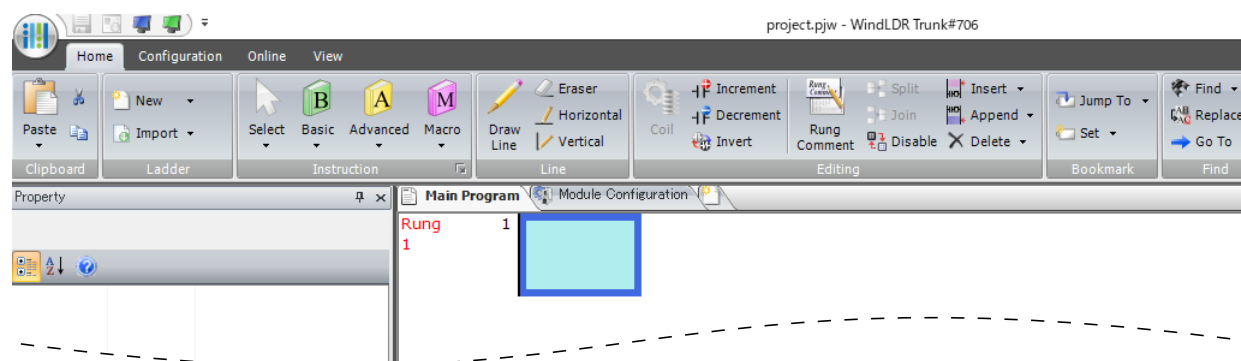 project.pjw - WindLDR Trunk#706
Home Configuration Online View
Paste
Clipboard
New
Import
Ladder
Select Basic Advanced Macro
B A M
Instruction
Draw Line
Eraser
Horizontal
Vertical
Line
Coil
Increment
Decrement
Invert
Rung Comment
Rung Comment
Split
Join
Disable
Insert
Append
Delete
Editing
Jump To
Set
Bookmark
Find
Replace
Go To
Find
Property
Main Program Module Configuration
Rung 1
1
A
Z